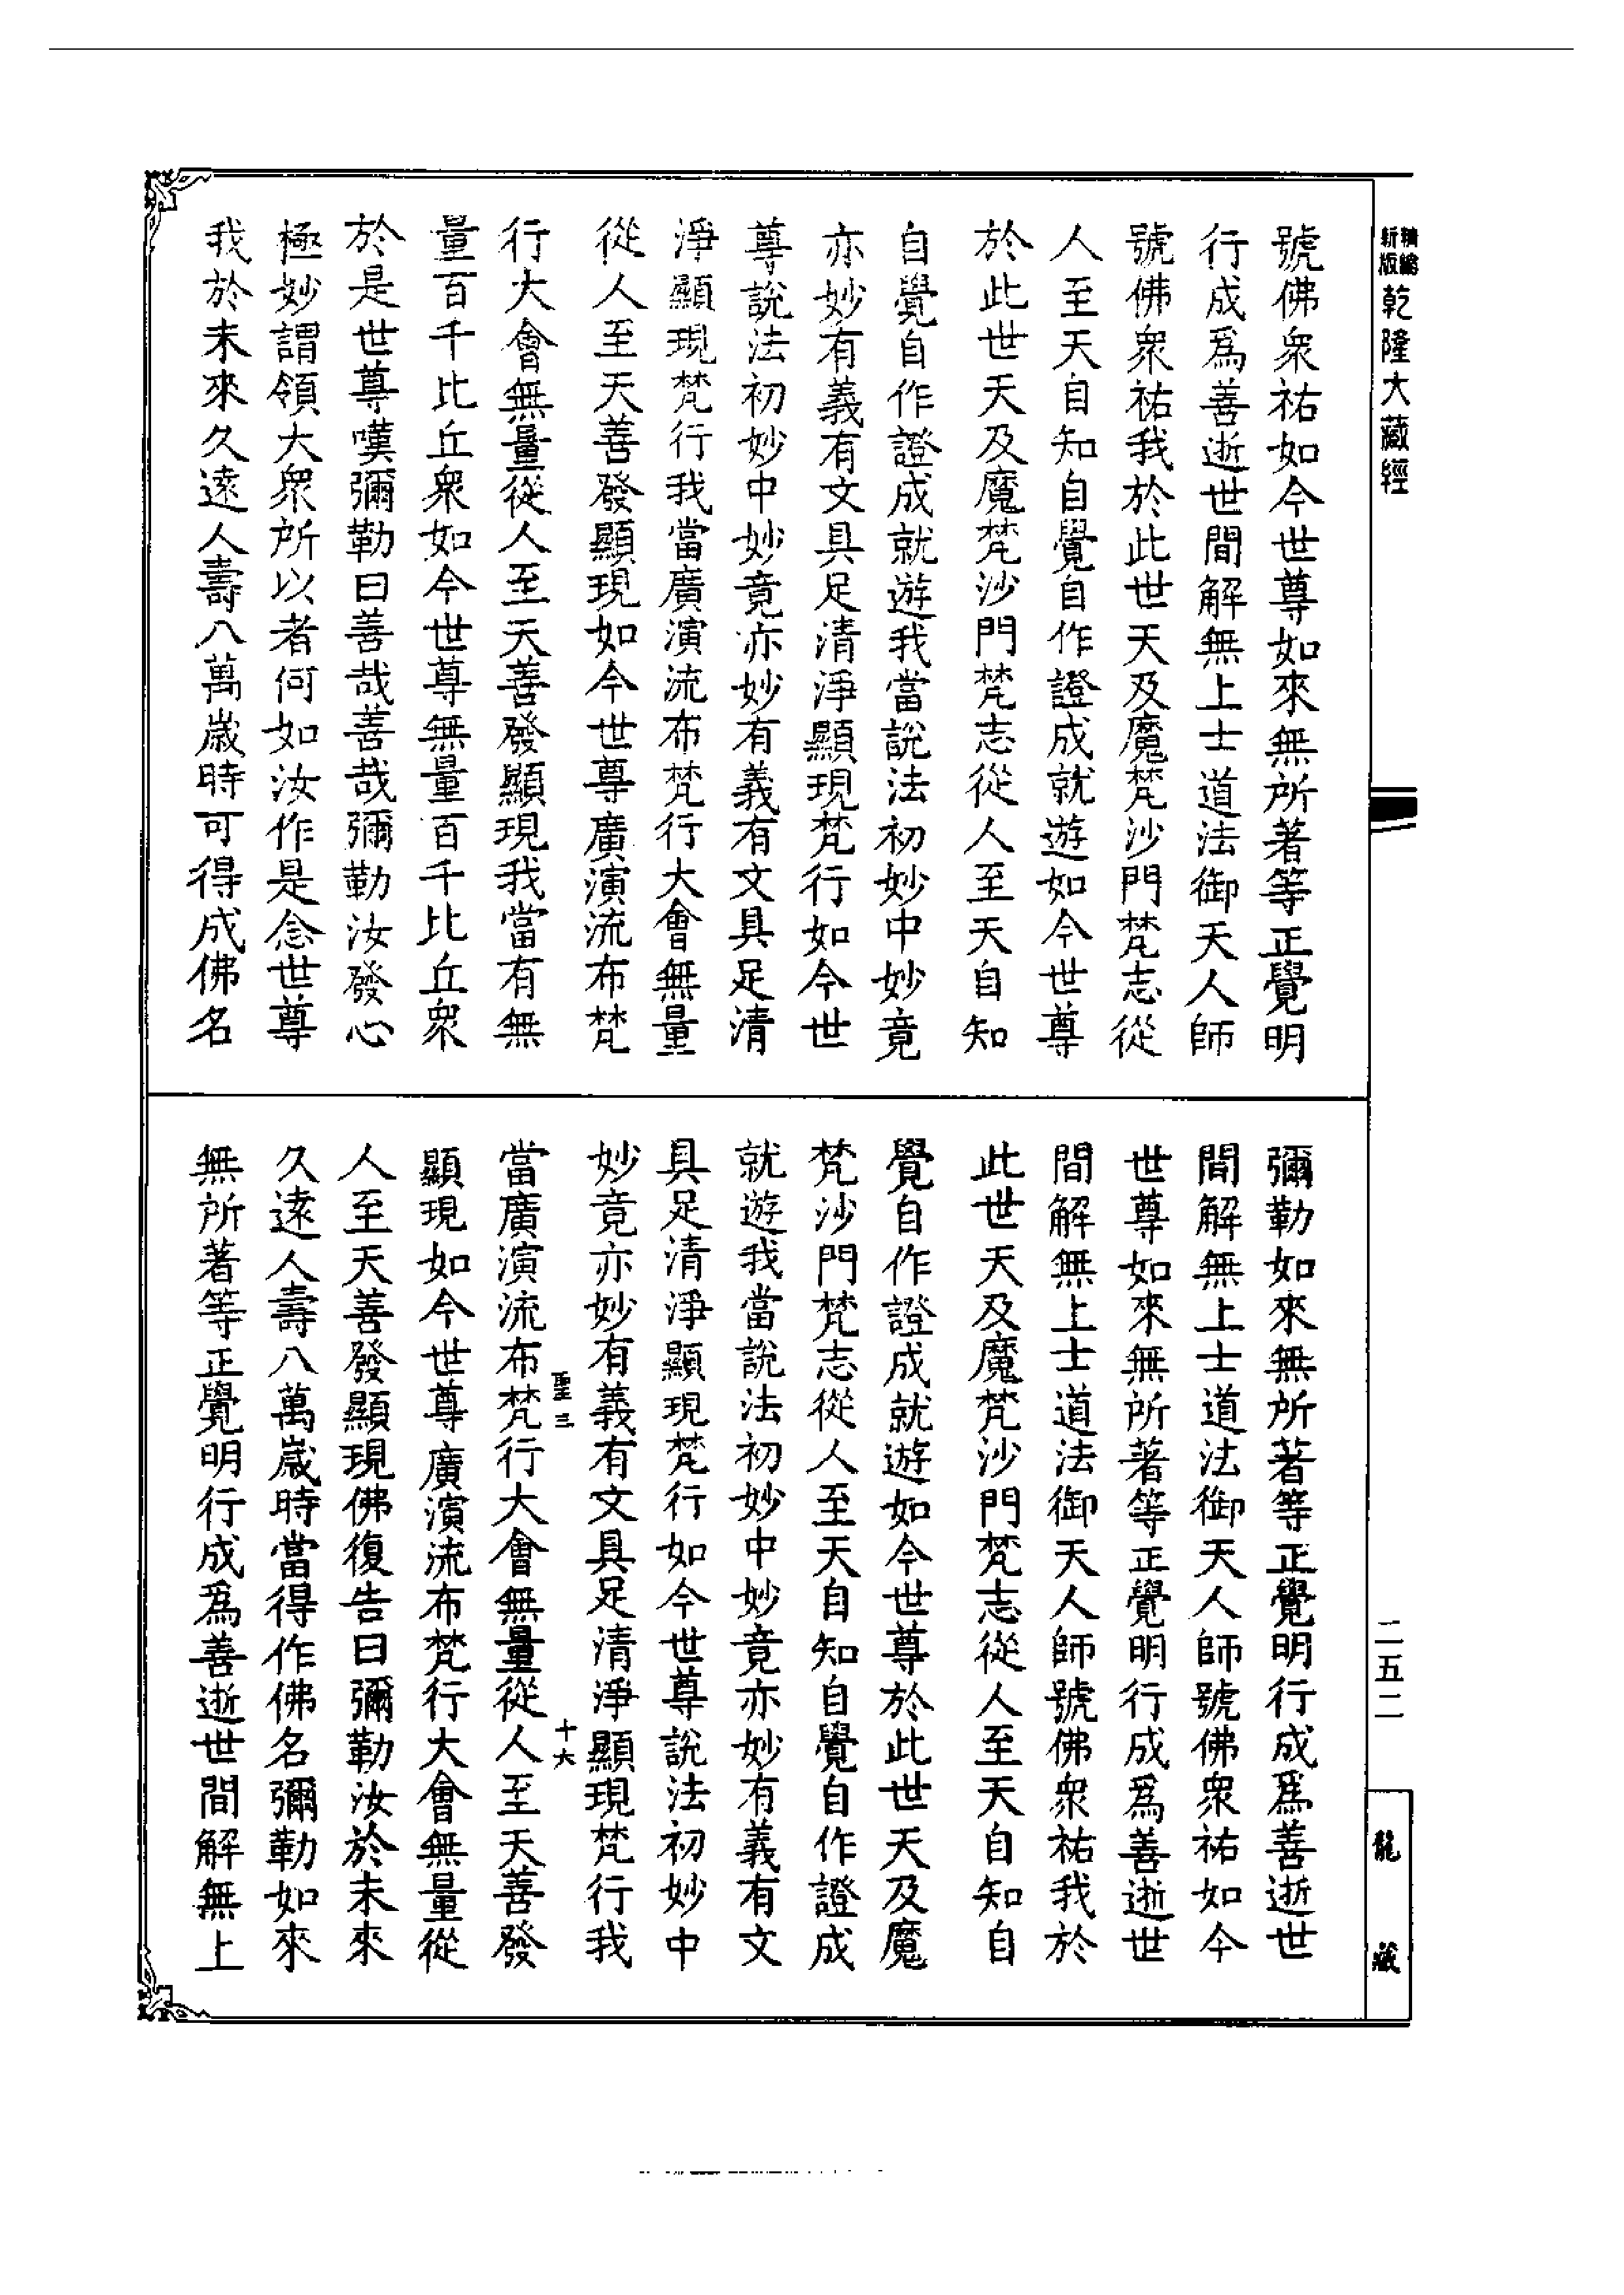 精縮新版乾隆大藏經
號佛眾祐如今世尊如來無所著等正覺明
行成爲善逝世間解無上士道法御天人師
號佛眾祐我於此世天及魔梵沙門梵志從
人至天自知自覺自作證成就遊如今世尊
於此世天及魔梵沙門梵志從人至天自知
自覺自作證成就遊我當說法初妙中妙竟
亦妙有義有文具足清淨顯現梵行如今世
尊說法初妙中妙竟亦妙有義有文具足清
淨顯現梵行我當廣演流布梵行大會無量
從人至天善發顯現如今世尊廣演流布梵
行大會無量從人至天善發顯現我當有無
量百千比丘眾如今世尊無量百千比丘眾
於是世尊嘆彌勒曰善哉善哉彌勒汝發心
極妙謂領大眾所以者何如汝作是念世尊
我於未來久遠人壽八萬歲時可得成佛名
彌勒如來無所著等正覺明行成爲善逝世
間解無上士道法御天人師號佛眾祐如今
世尊如來無所著等正覺明行成爲善逝世
間解無上士道法御天人師號佛眾祐我於
此世天及魔梵沙門梵志從人至天自知自
覺自作證成就遊如今世尊於此世天及魔
梵沙門梵志從人至天自知自覺自作證成
就遊我當說法初妙中妙竟亦妙有義有文
具足清淨顯現梵行如今世尊說法初妙中
妙竟亦妙有義有文具足清淨顯現梵行我
聖三 十六
當廣演流布梵行大會無量從人至天善發
顯現如今世尊廣演流布梵行大會無量從
人至天善發顯現佛復告曰彌勒汝於未來
久遠人壽八萬歲時當得作佛名彌勒如來
無所著等正覺明行成爲善逝世間解無上
二五二
龍藏